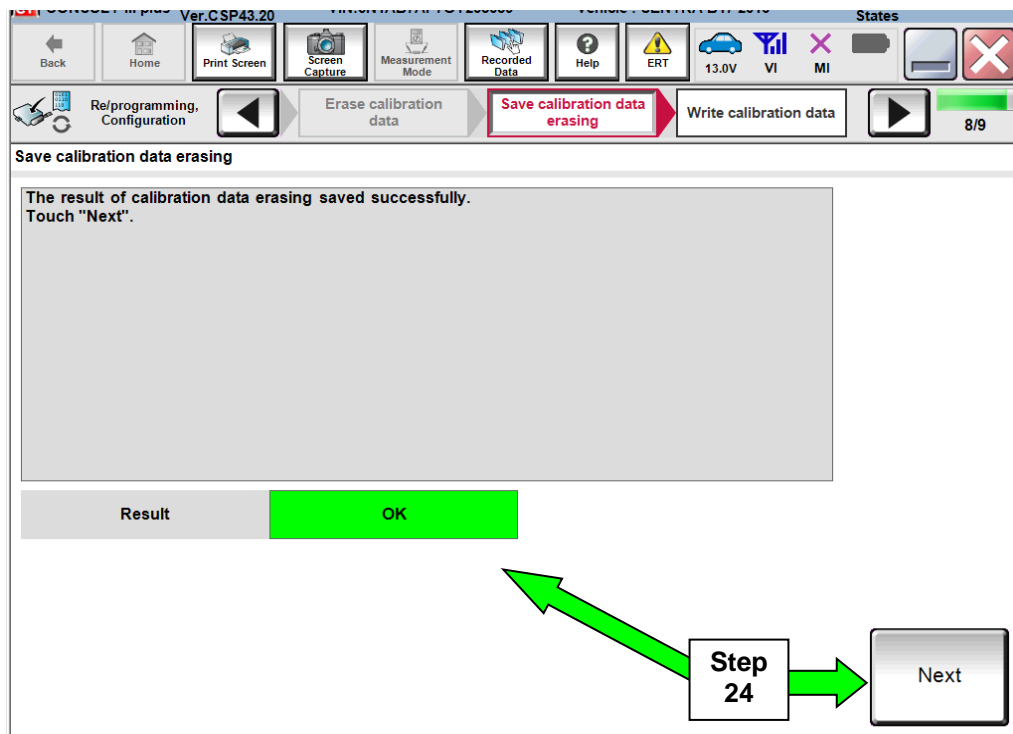 Ver.CSP43.20
States
Back
Home
Print Screen
Screen
Capture
Measurement
Mode
Recorded
Data
Help
ERT
13.0V
VI
MI
Re/programming,
Configuration
Erase calibration
data
Save calibration data
erasing
Write calibration data
8/9
Save calibration data erasing
The result of calibration data erasing saved successfully.
Touch "Next".
Result
OK
Step
24
Next